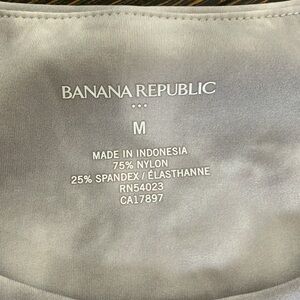 BANANA REPUBLIC
M
MADE IN INDONESIA
75% NYLON
25% SPANDEX / ÉLASTHANNE
RN54023
CA17897